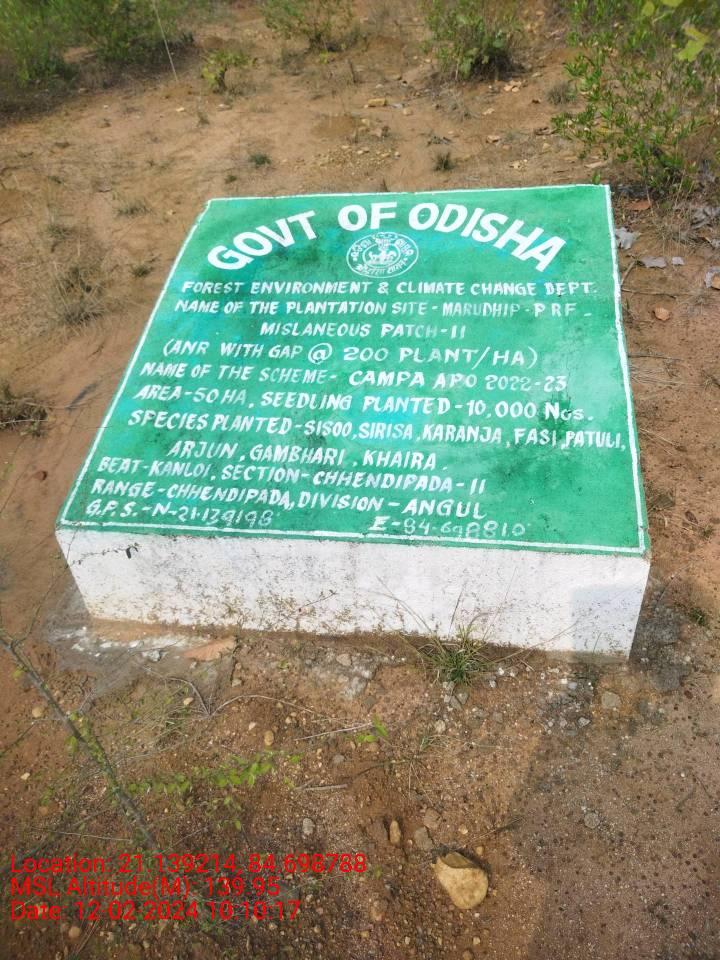 GOVT OF ODISHA
FOREST ENVIRONMENT & CLIMATE CHANGE DEPT.
NAME OF THE PLANTATION SITE - MARUDHIP - P R F -
MISLANEOUS PATCH - II
(ANR WITH GAP @ 200 PLANT/HA)
NAME OF THE SCHEME - CAMPA APO 2022-23
AREA - 50 HA, SEEDLING PLANTED - 10,000 NOS.
SPECIES PLANTED - SISOO, SIRISA, KARANJA, FASI, PATULI,
ARJUN, GAMBHARI, KHAIRA.
BEAT - KANLOI, SECTION - CHHENDIPADA - II
RANGE - CHHENDIPADA, DIVISION - ANGUL
G.P.S. - N - 21.139198 E - 84.698810
Location: 21.139214, 84.698788
MSL Altitude(M): 139.95
Date: 12-02-2024 10:10:17